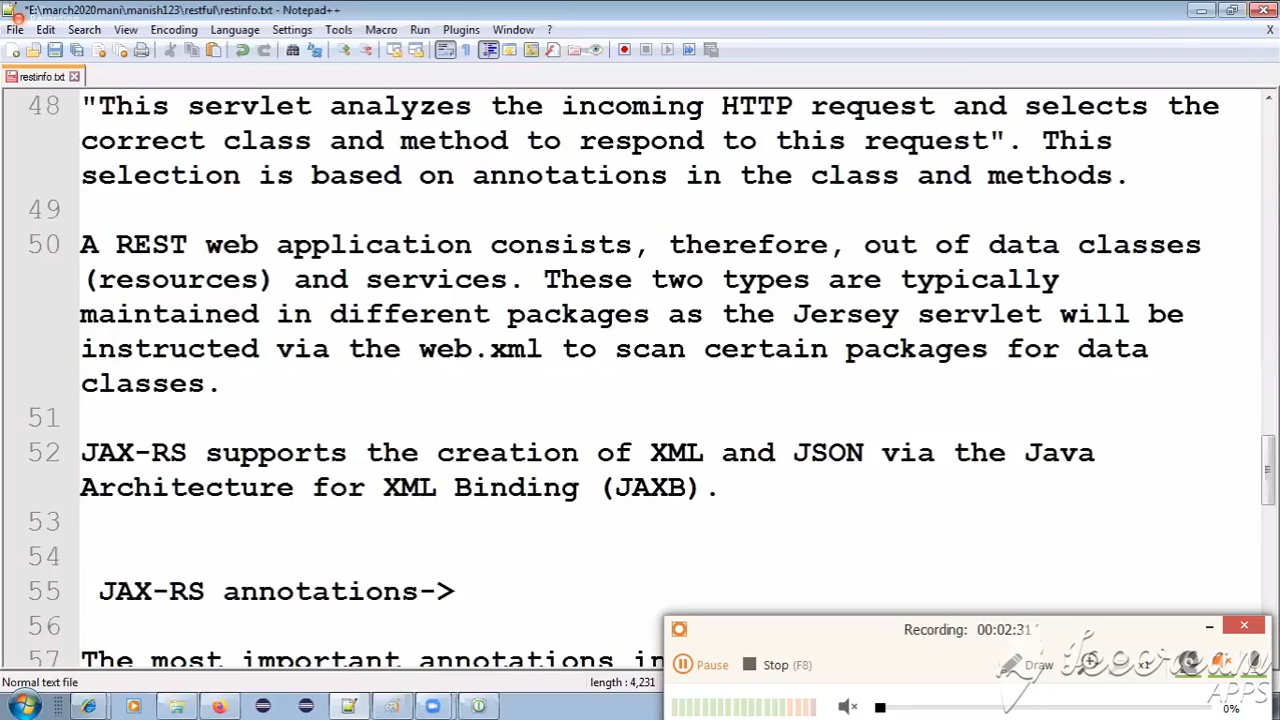 *E:\march2020mani\manish123\restful\restinfo.txt - Notepad++
File Edit Search View Encoding Language Settings Tools Macro Run Plugins Window ? X
restinfo.txt
48 "This servlet analyzes the incoming HTTP request and selects the
correct class and method to respond to this request". This
selection is based on annotations in the class and methods.
49
50 A REST web application consists, therefore, out of data classes
(resources) and services. These two types are typically
maintained in different packages as the Jersey servlet will be
instructed via the web.xml to scan certain packages for data
classes.
51
52 JAX-RS supports the creation of XML and JSON via the Java
Architecture for XML Binding (JAXB).
53
54
55 JAX-RS annotations->
56
57 The most important annotations in
Recording: 00:02:31
Pause Stop (F8) Draw x1
Icecream
APPS
Normal text file length : 4,231
0%